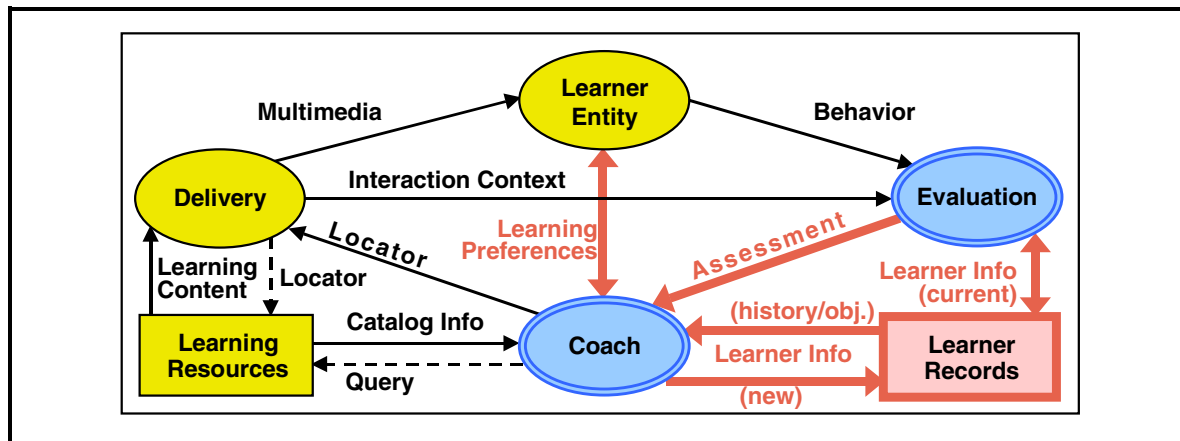 Learner
Entity
Multimedia
Behavior
Delivery
Interaction Context
Evaluation
Learning
Preferences
Locator
Assessment
Learning
Content
Locator
Learner Info
(current)
Catalog Info
(history/obj.)
Learning
Resources
Coach
Learner Info
Learner
Records
Query
(new)